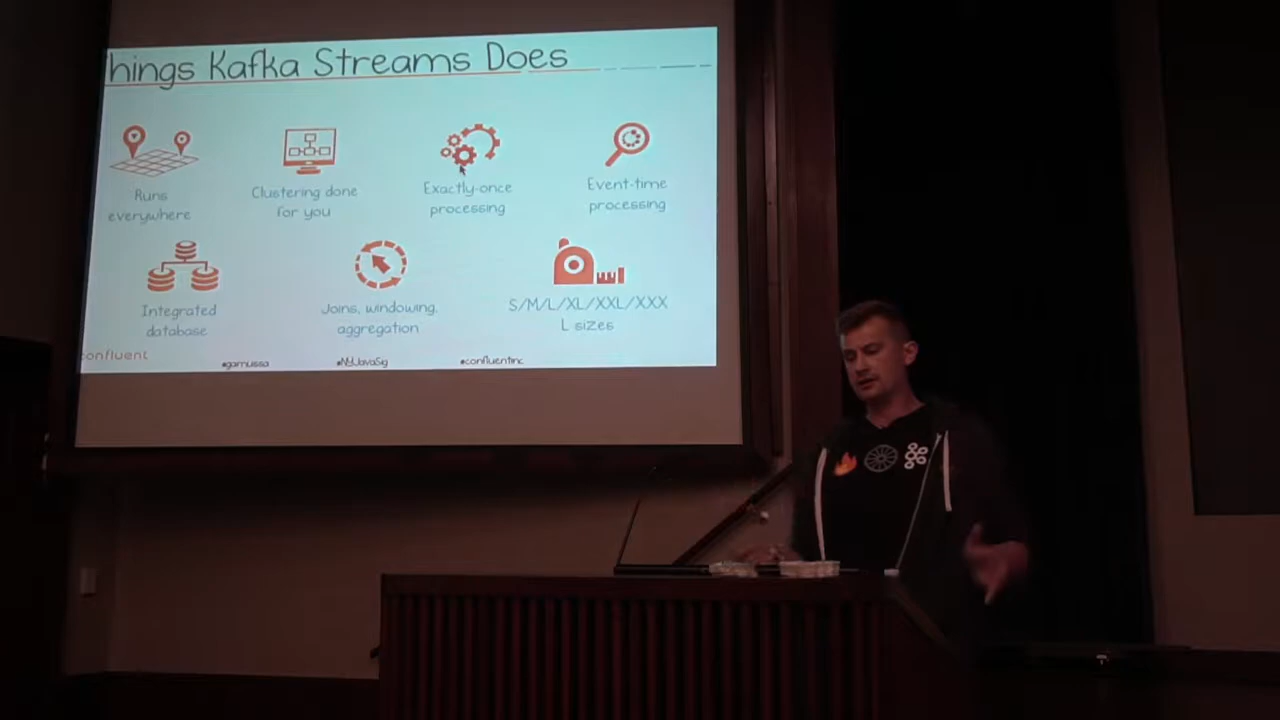 Things Kafka Streams Does
Runs
everywhere
Clustering done
for you
Exactly-once
processing
Event-time
processing
Integrated
database
Joins, windowing,
aggregation
S/M/L/XL/XXL/XXX
L sizes
confluent
@gamussa
#NYJavaSig
@confluentinc